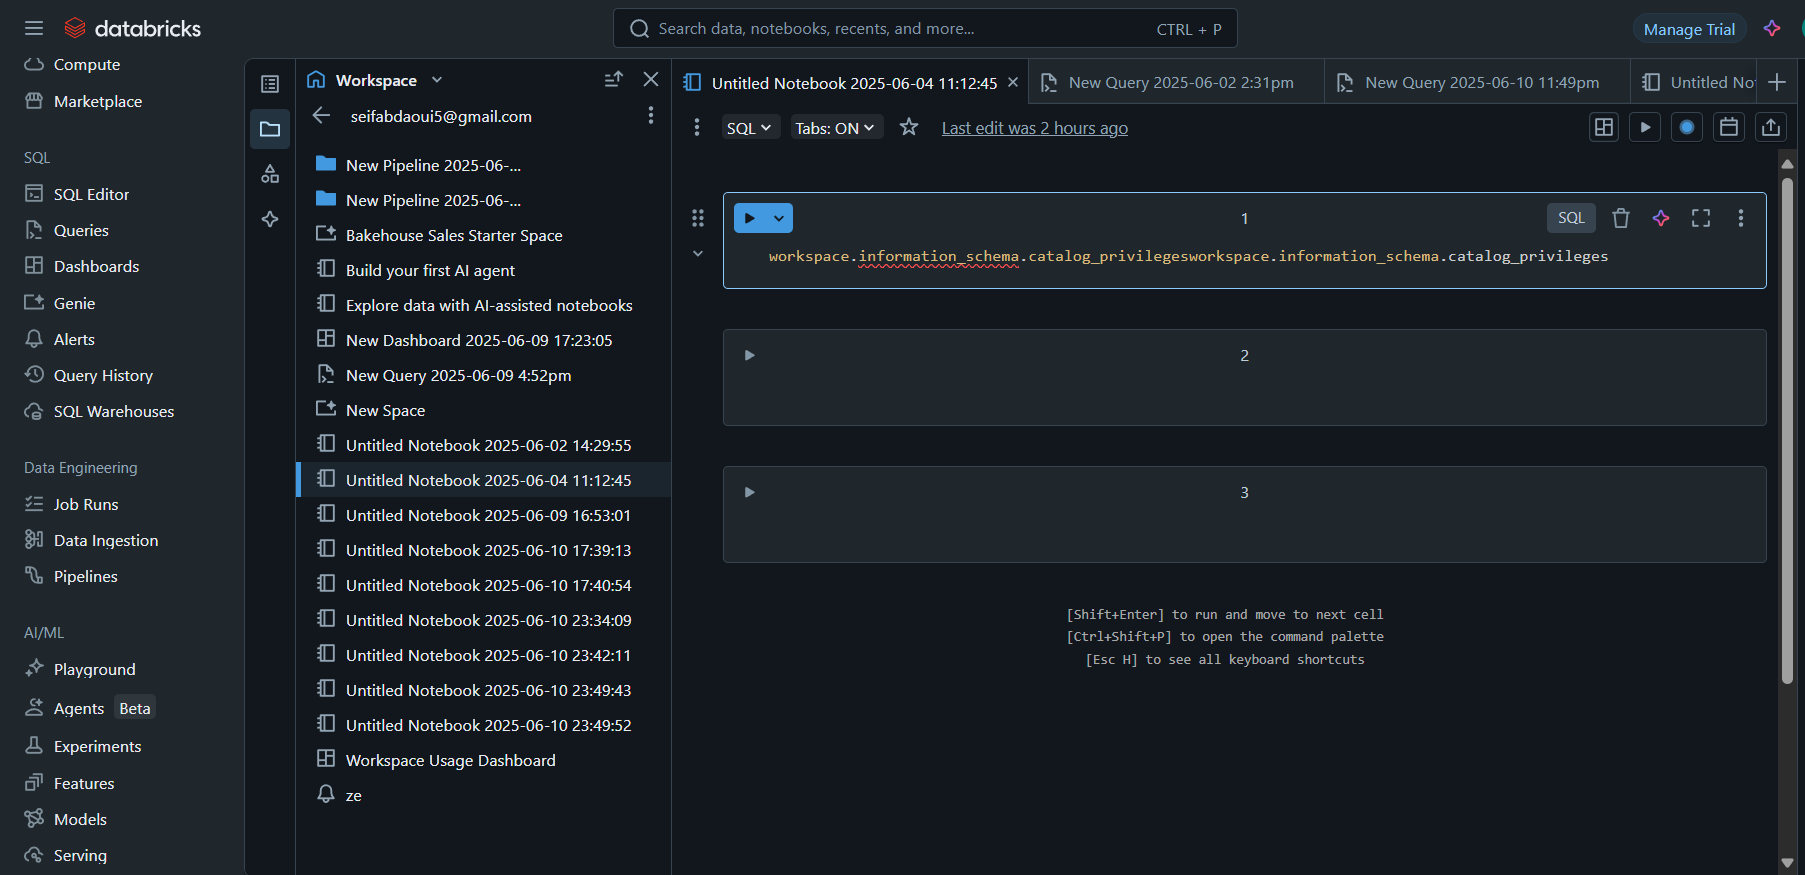 databricks
Search data, notebooks, recents, and more...
CTRL + P
Manage Trial
Compute
Marketplace
SQL
SQL Editor
Queries
Dashboards
Genie
Alerts
Query History
SQL Warehouses
Data Engineering
Job Runs
Data Ingestion
Pipelines
AI/ML
Playground
Agents Beta
Experiments
Features
Models
Serving
Workspace
seifabdaoui5@gmail.com
New Pipeline 2025-06-...
New Pipeline 2025-06-...
Bakehouse Sales Starter Space
Build your first AI agent
Explore data with AI-assisted notebooks
New Dashboard 2025-06-09 17:23:05
New Query 2025-06-09 4:52pm
New Space
Untitled Notebook 2025-06-02 14:29:55
Untitled Notebook 2025-06-04 11:12:45
Untitled Notebook 2025-06-09 16:53:01
Untitled Notebook 2025-06-10 17:39:13
Untitled Notebook 2025-06-10 17:40:54
Untitled Notebook 2025-06-10 23:34:09
Untitled Notebook 2025-06-10 23:42:11
Untitled Notebook 2025-06-10 23:49:43
Untitled Notebook 2025-06-10 23:49:52
Workspace Usage Dashboard
ze
Untitled Notebook 2025-06-04 11:12:45
New Query 2025-06-02 2:31pm
New Query 2025-06-10 11:49pm
Untitled No
SQL
Tabs: ON
Last edit was 2 hours ago
1
SQL
workspace.information_schema.catalog_privilegesworkspace.information_schema.catalog_privileges
2
3
[Shift+Enter] to run and move to next cell
[Ctrl+Shift+P] to open the command palette
[Esc H] to see all keyboard shortcuts